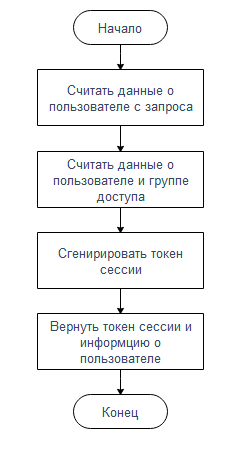 Начало
Считать данные о
пользователе с запроса
Считать данные о
пользователе и группе
доступа
Сгенирировать токен
сессии
Вернуть токен сессии и
информцию о
пользователе
Конец